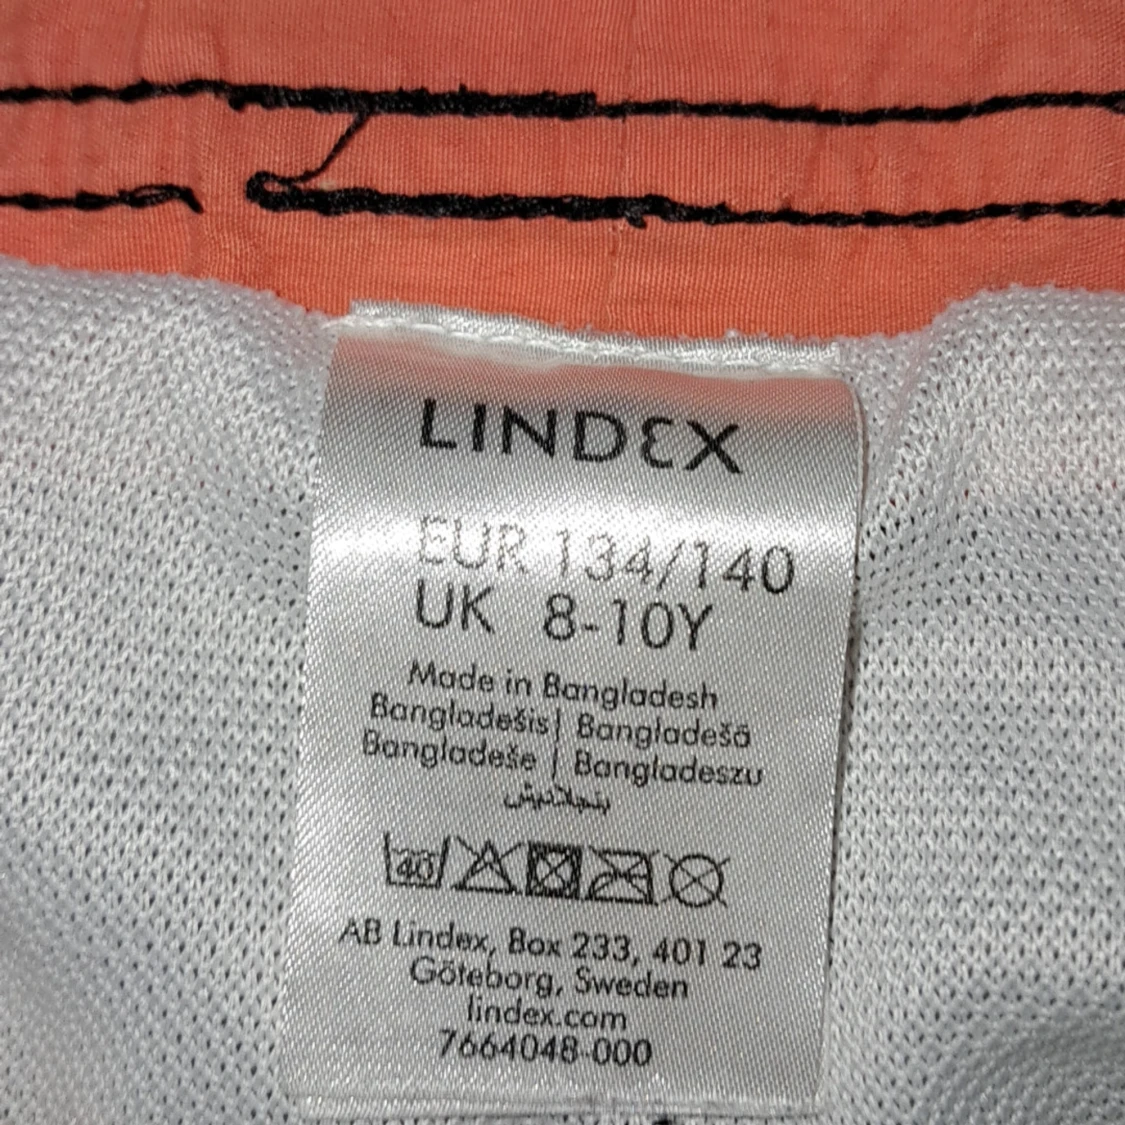 LINDEX
EUR 134/140
UK 8-10Y
Made in Bangladesh
Bangladešis | Bangladešā
Bangladeše | Bangladeszu
بنجلاديش
40
AB Lindex, Box 233, 401 23
Göteborg, Sweden
lindex.com
7664048-000